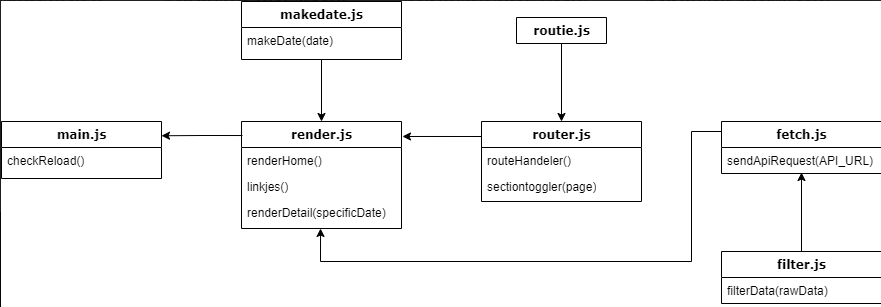 makedate.js
makeDate(date)
routie.js
main.js
checkReload()
render.js
renderHome()
linkjes()
renderDetail(specificDate)
router.js
routeHandeler()
sectiontoggler(page)
fetch.js
sendApiRequest(API_URL)
filter.js
filterData(rawData)